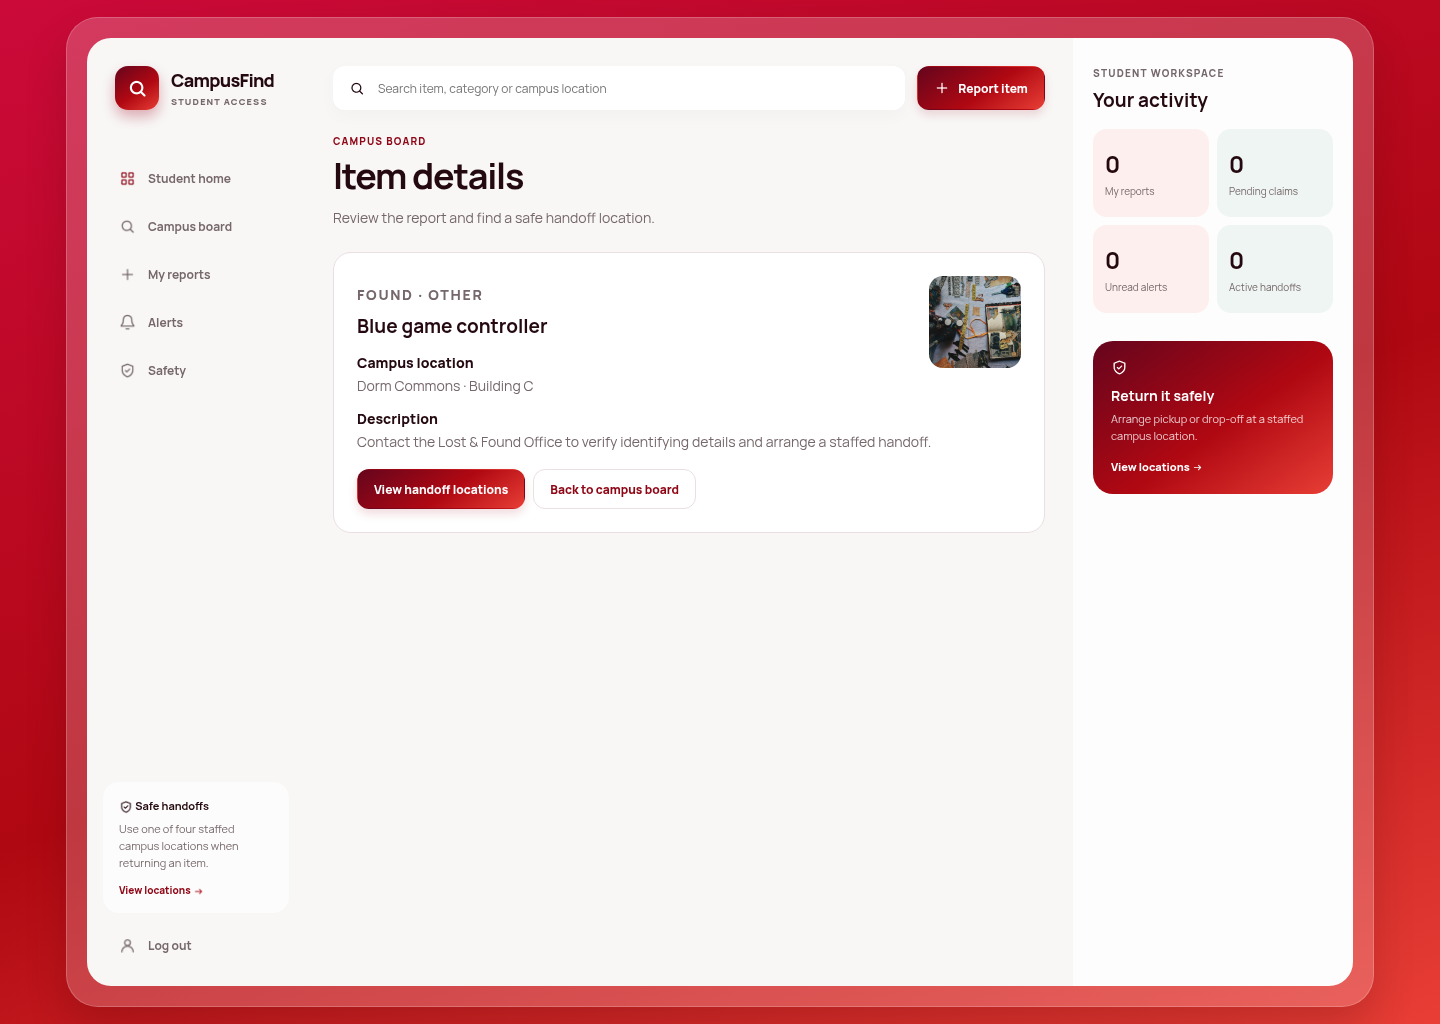 CampusFind
STUDENT ACCESS
Student home
Campus board
My reports
Alerts
Safety
Safe handoffs
Use one of four staffed
campus locations when
returning an item.
View locations →
Log out
Search item, category or campus location
Report item
CAMPUS BOARD
Item details
Review the report and find a safe handoff location.
FOUND · OTHER
Blue game controller
Campus location
Dorm Commons · Building C
Description
Contact the Lost & Found Office to verify identifying details and arrange a staffed handoff.
View handoff locations
Back to campus board
STUDENT WORKSPACE
Your activity
0
My reports
0
Pending claims
0
Unread alerts
0
Active handoffs
Return it safely
Arrange pickup or drop-off at a staffed
campus location.
View locations →